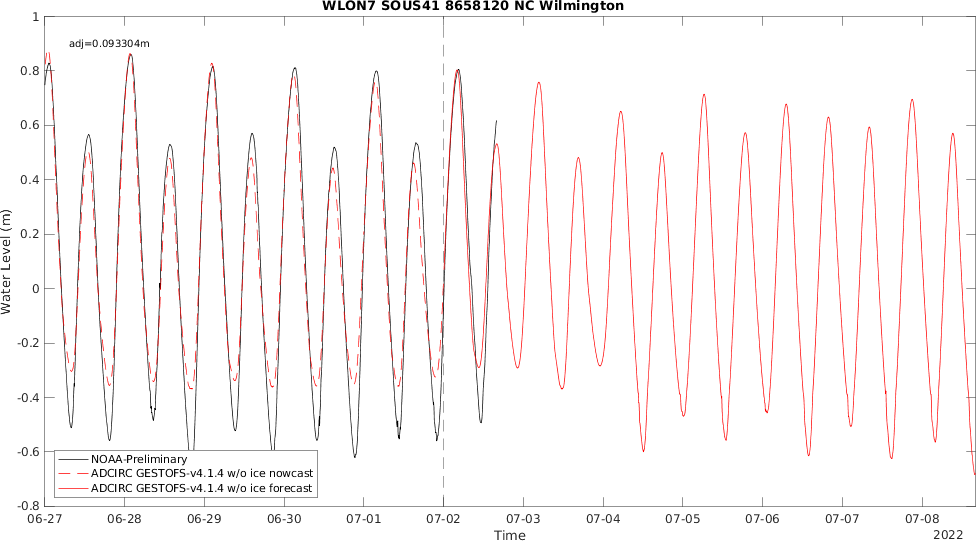 WLON7 SOUS41 8658120 NC Wilmington
adj=0.093304m
Water Level (m)
1
0.8
0.6
0.4
0.2
0
-0.2
-0.4
-0.6
-0.8
NOAA-Preliminary
ADCIRC GESTOFS-v4.1.4 w/o ice nowcast
ADCIRC GESTOFS-v4.1.4 w/o ice forecast
06-27 06-28 06-29 06-30 07-01 07-02 07-03 07-04 07-05 07-06 07-07 07-08
Time
2022